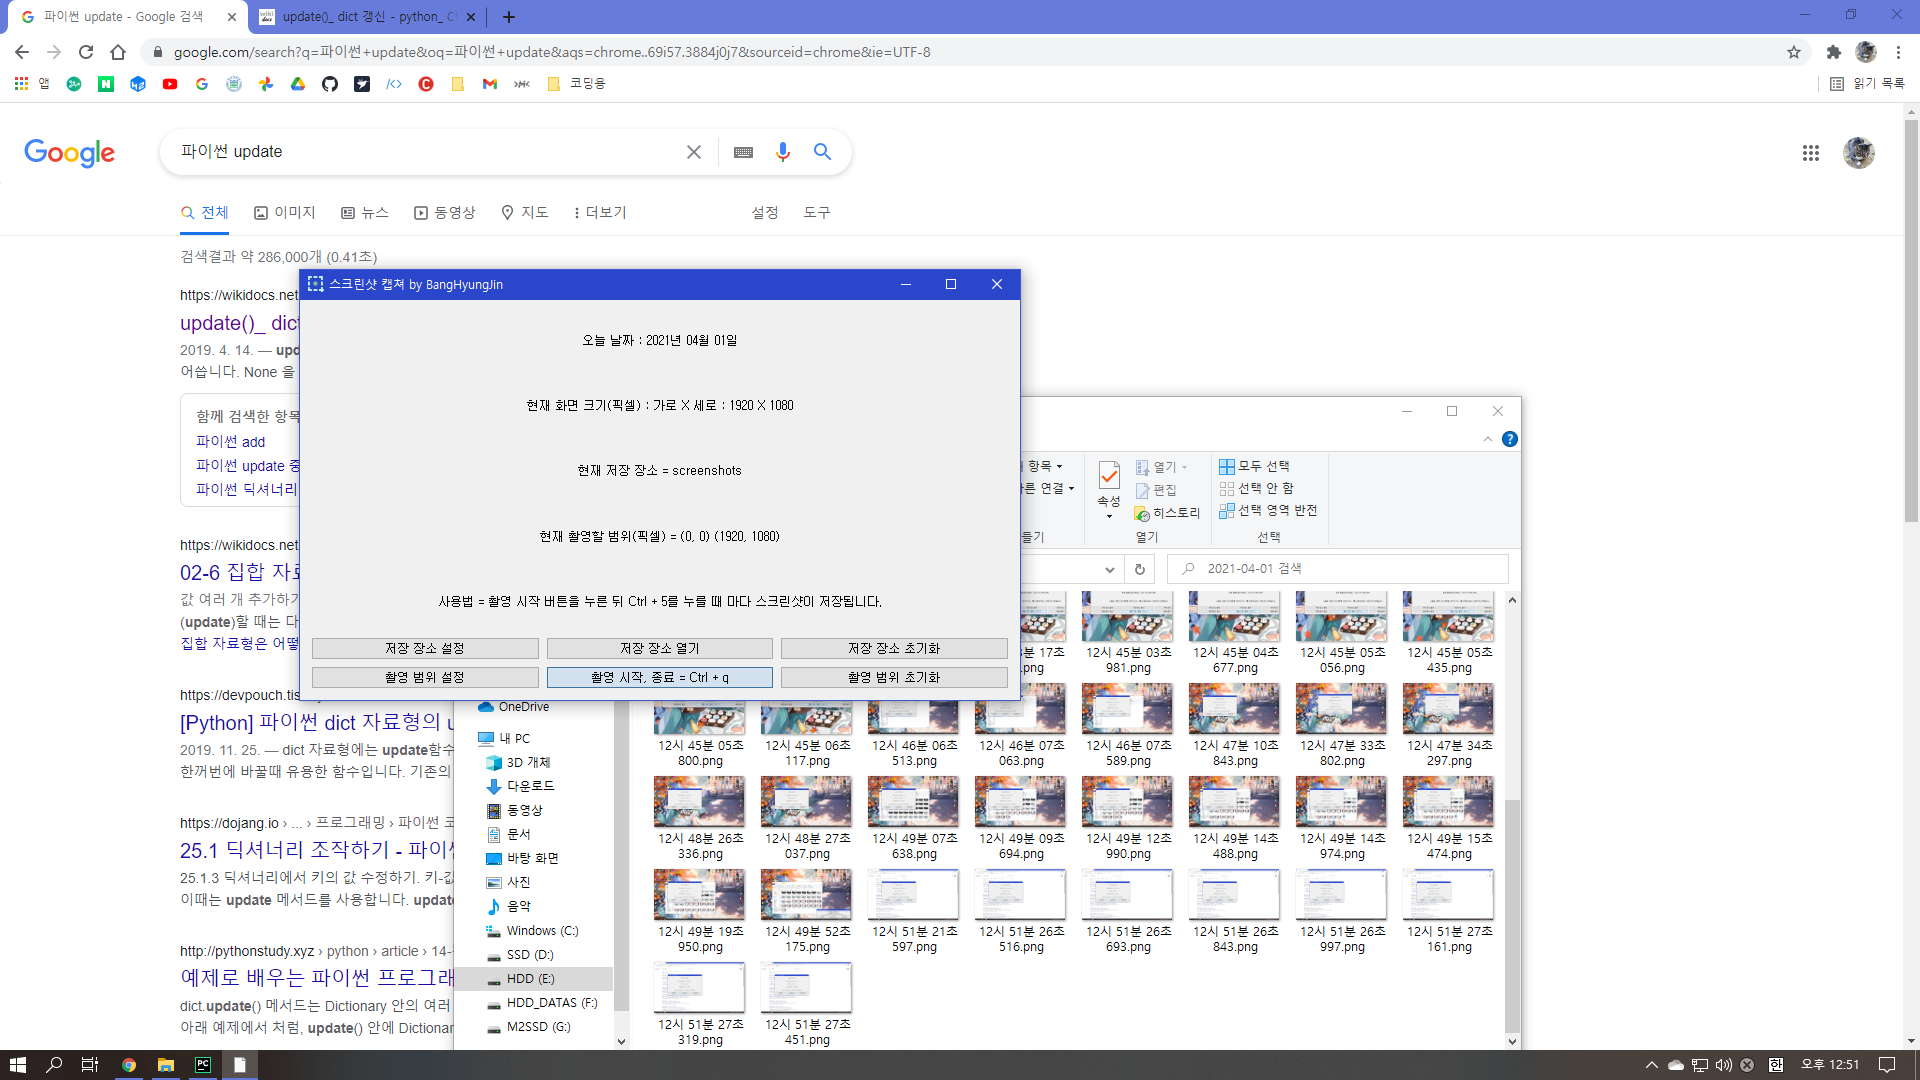 파이썬 update - Google 검색
update()_ dict 갱신 - python_ C
google.com/search?q=파이썬+update&oq=파이썬+update&aqs=chrome..69i57.3884j0j7&sourceid=chrome&ie=UTF-8
앱
코딩용
읽기 목록
Google
파이썬 update
전체
이미지
뉴스
동영상
지도
더보기
설정
도구
검색결과 약 286,000개 (0.41초)
https://wikidocs.net
update()_ dict
2019. 4. 14. — upd
어씁니다. None 을
함께 검색한 항목
파이썬 add
파이썬 update 중
파이썬 딕셔너리
https://wikidocs.net
02-6 집합 자료
값 여러 개 추가하기
(update)할 때는 다
집합 자료형은 어떻
https://devpouch.tis
[Python] 파이썬 dict 자료형의 u
2019. 11. 25. — dict 자료형에는 update함수
한꺼번에 바꿀때 유용한 함수입니다. 기존의
https://dojang.io › ... › 프로그래밍 › 파이썬 코
25.1 딕셔너리 조작하기 - 파이썬
25.1.3 딕셔너리에서 키의 값 수정하기. 키-값
이때는 update 메서드를 사용합니다. update
http://pythonstudy.xyz › python › article › 14-
예제로 배우는 파이썬 프로그래
dict.update() 메서드는 Dictionary 안의 여러
아래 예제에서 처럼, update() 안에 Dictionar
스크린샷 캡쳐 by BangHyungJin
오늘 날짜 : 2021년 04월 01일
현재 화면 크기(픽셀) : 가로 X 세로 : 1920 X 1080
현재 저장 장소 = screenshots
현재 촬영할 범위(픽셀) = (0, 0) (1920, 1080)
사용법 = 촬영 시작 버튼을 누른 뒤 Ctrl + 5를 누를 때 마다 스크린샷이 저장됩니다.
저장 장소 설정
저장 장소 열기
저장 장소 초기화
촬영 범위 설정
촬영 시작, 종료 = Ctrl + q
촬영 범위 초기화
항목
른 연결
들기
속성
열기
편집
히스토리
열기
모두 선택
선택 안 함
선택 영역 반전
선택
2021-04-01 검색
OneDrive
내 PC
3D 개체
다운로드
동영상
문서
바탕 화면
사진
음악
Windows (C:)
SSD (D:)
HDD (E:)
HDD_DATAS (F:)
M2SSD (G:)
17초
.png
12시 45분 03초
981.png
12시 45분 04초
677.png
12시 45분 05초
056.png
12시 45분 05초
435.png
12시 45분 05초
800.png
12시 45분 06초
117.png
12시 46분 06초
513.png
12시 46분 07초
063.png
12시 46분 07초
589.png
12시 47분 10초
843.png
12시 47분 33초
802.png
12시 47분 34초
297.png
12시 48분 26초
336.png
12시 48분 27초
037.png
12시 49분 07초
638.png
12시 49분 09초
694.png
12시 49분 12초
990.png
12시 49분 14초
488.png
12시 49분 14초
974.png
12시 49분 15초
474.png
12시 49분 19초
950.png
12시 49분 52초
175.png
12시 51분 21초
597.png
12시 51분 26초
516.png
12시 51분 26초
693.png
12시 51분 26초
843.png
12시 51분 26초
997.png
12시 51분 27초
161.png
12시 51분 27초
319.png
12시 51분 27초
451.png
한
오후 12:51